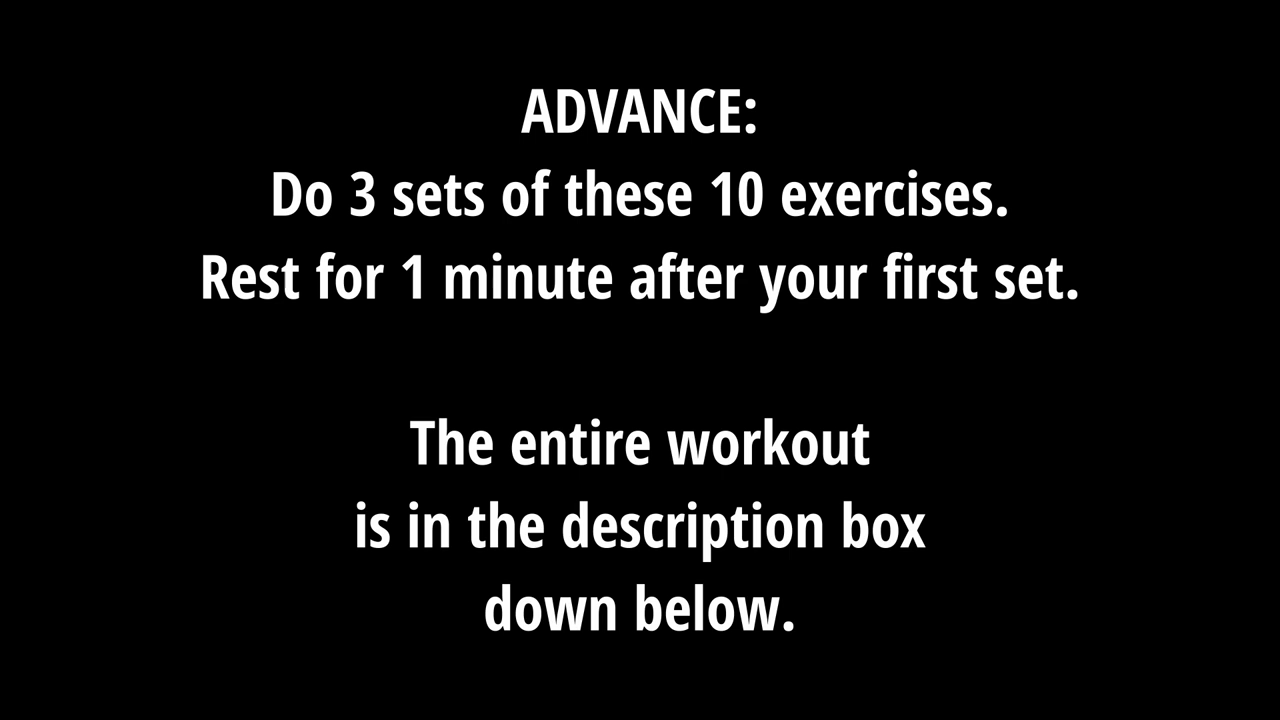 ADVANCE:
Do 3 sets of these 10 exercises.
Rest for 1 minute after your first set.
The entire workout
is in the description box
down below.